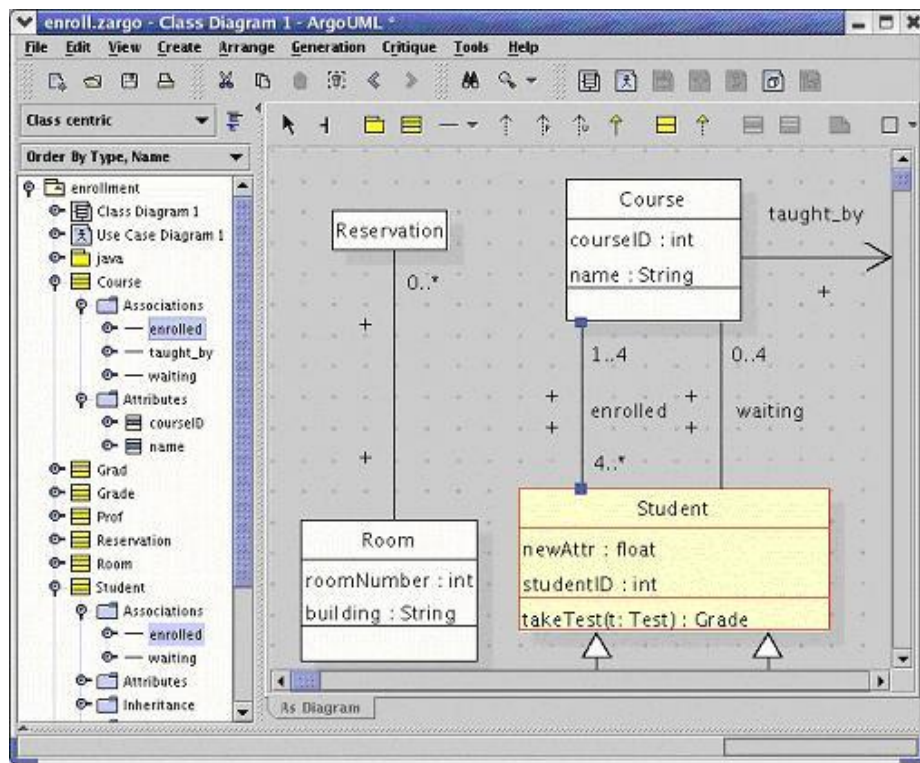 enroll.zargo - Class Diagram 1 - ArgoUML *
File Edit View Create Arrange Generation Critique Tools Help
Class centric
Order By Type, Name
enrollment
Class Diagram 1
Use Case Diagram 1
java
Course
Associations
enrolled
taught_by
waiting
Attributes
courseID
name
Grad
Grade
Prof
Reservation
Room
Student
Associations
enrolled
waiting
Attributes
Inheritance
Reservation
0..*
+
+
Room
roomNumber : int
building : String
Course
courseID : int
name : String
taught_by
+
1..4
0..4
+ +
enrolled waiting
+ +
4..*
Student
newAttr : float
studentID : int
takeTest(t: Test) : Grade
As Diagram